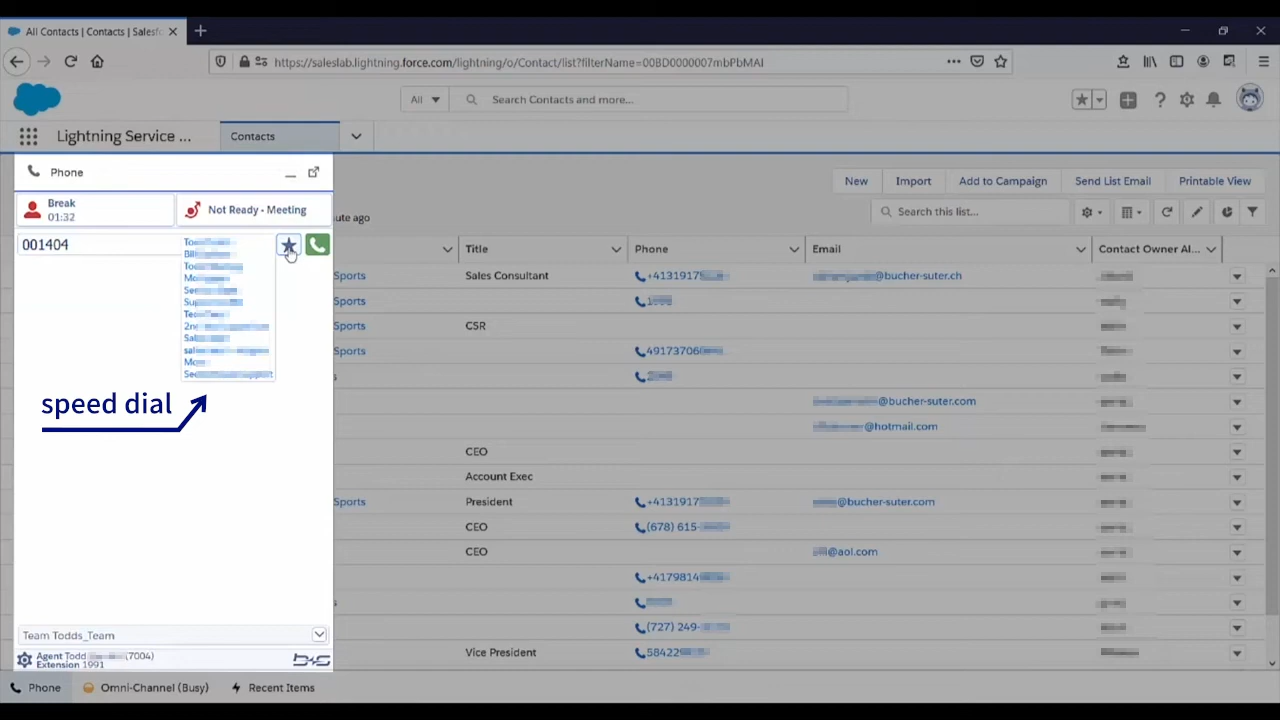 All Contacts | Contacts | Salesfo
https://saleslab.lightning.force.com/lightning/o/Contact/list?filterName=00BD0000007mbPbMAI
All
Search Contacts and more...
Lightning Service ...
Contacts
Phone
New
Import
Add to Campaign
Send List Email
Printable View
Break
01:32
Not Ready - Meeting
ute ago
Search this list...
001404
Title
Phone
Email
Contact Owner Al...
Sports
Sales Consultant
+4131917
@bucher-suter.ch
Sports
Sports
CSR
Sports
49173706
@bucher-suter.com
@hotmail.com
speed dial
CEO
Account Exec
Sports
President
+4131917
@bucher-suter.com
CEO
(678) 615-
CEO
@aol.com
+4179814
(727) 249-
Team Todds_Team
Vice President
58422
Agent Todd (7004)
Extension 1991
Phone
Omni-Channel (Busy)
Recent Items